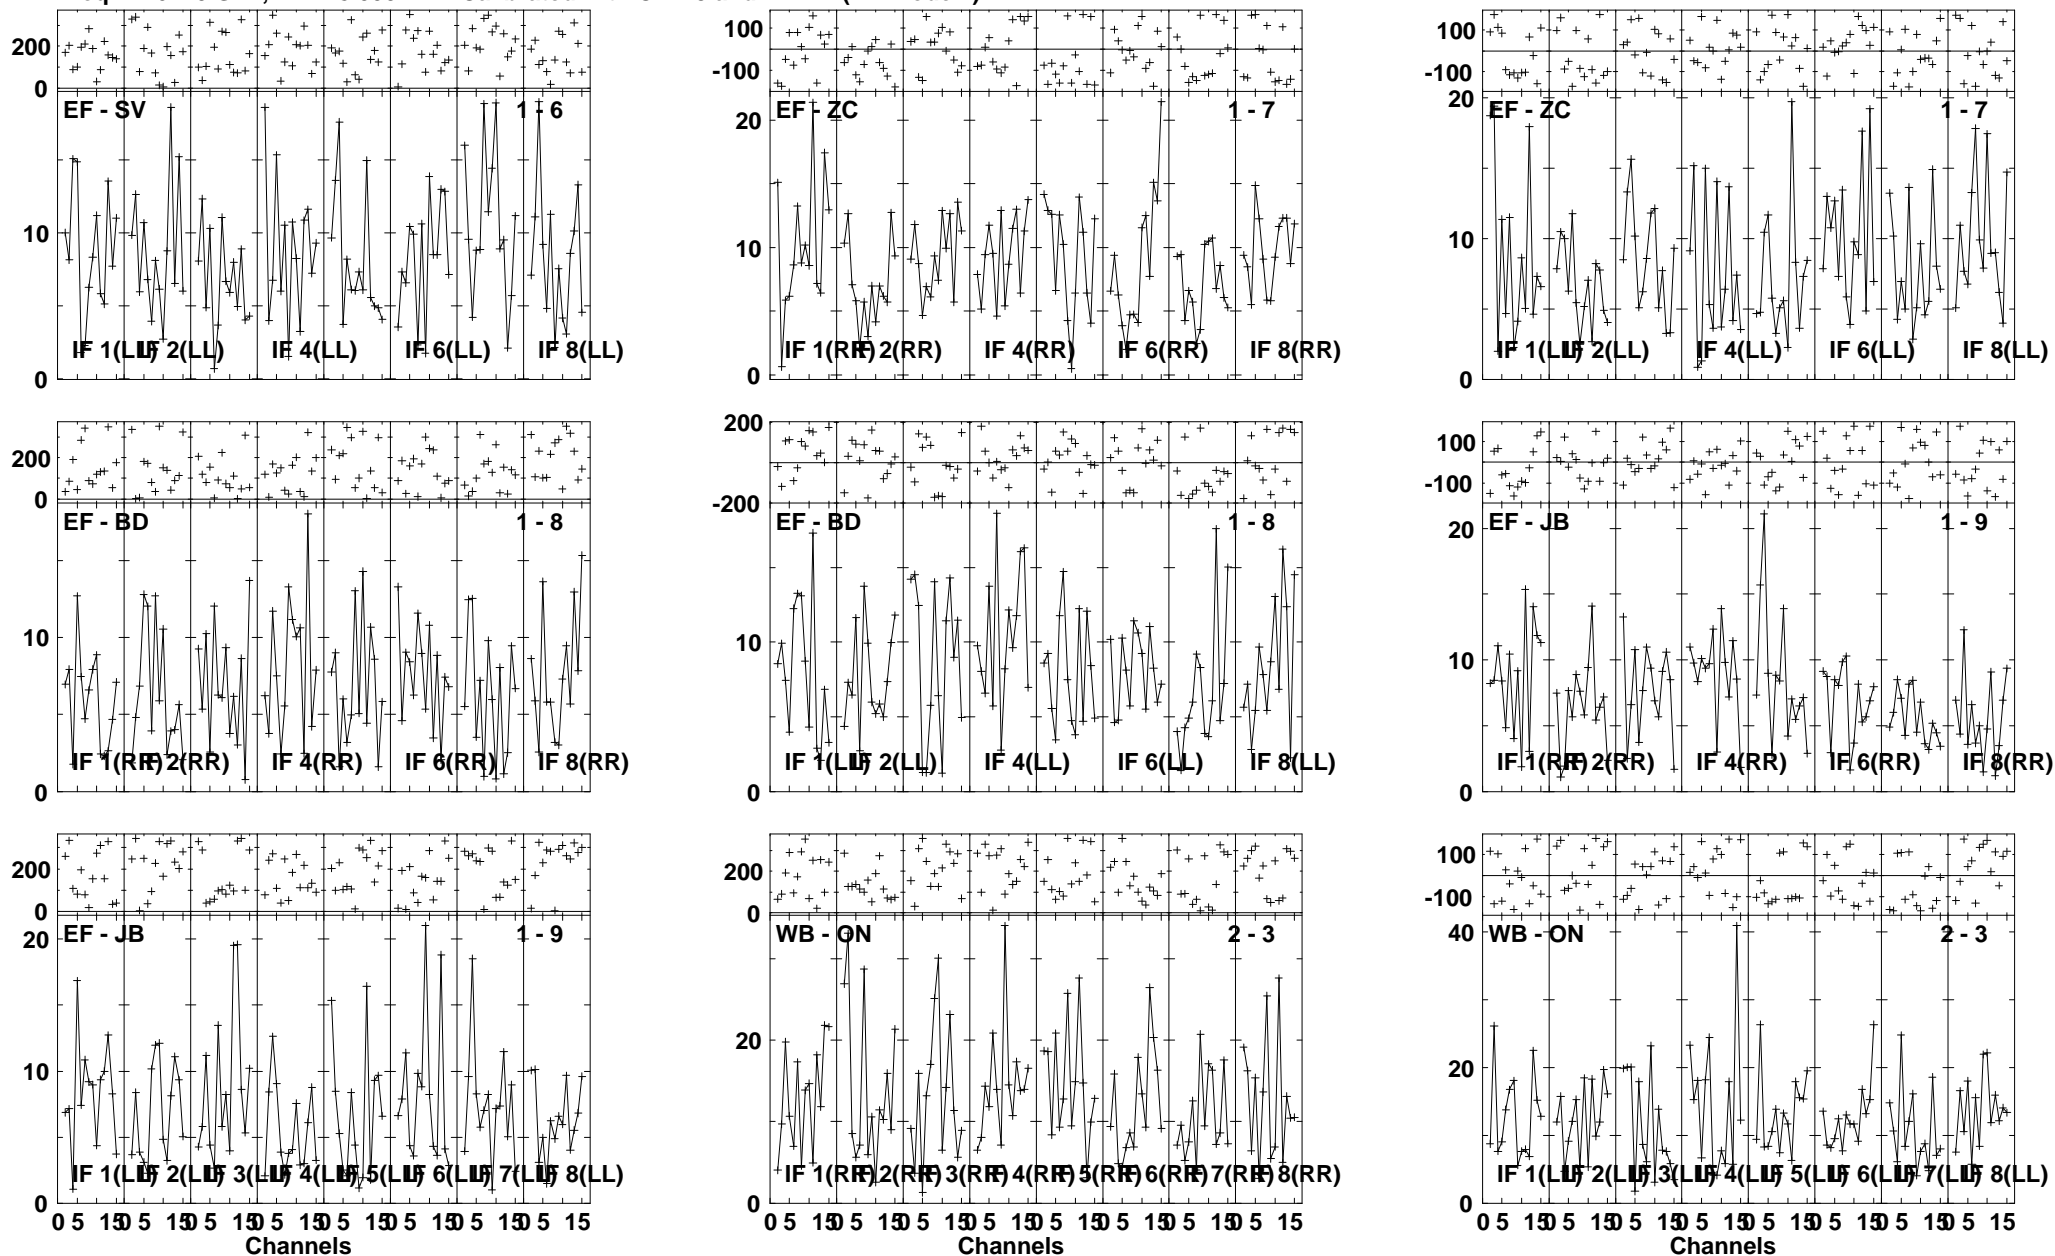 200
0
EF - SV 1 - 6
10
0
IF 1(LL) IF 2(LL) IF 4(LL) IF 6(LL) IF 8(LL)
100
-100
EF - ZC 1 - 7
20
10
0
IF 1(RR) IF 2(RR) IF 4(RR) IF 6(RR) IF 8(RR)
100
-100
20
EF - ZC 1 - 7
10
0
IF 1(LL) IF 2(LL) IF 4(LL) IF 6(LL) IF 8(LL)
200
0
EF - BD 1 - 8
10
0
IF 1(RR) IF 2(RR) IF 4(RR) IF 6(RR) IF 8(RR)
200
0
-200
EF - BD 1 - 8
10
0
IF 1(LL) IF 2(LL) IF 4(LL) IF 6(LL) IF 8(LL)
100
-100
EF - JB 1 - 9
20
10
0
IF 1(RR) IF 2(RR) IF 4(RR) IF 6(RR) IF 8(RR)
200
0
EF - JB 1 - 9
20
10
0
IF 1(LL) IF 2(LL) IF 3(LL) IF 4(LL) IF 5(LL) IF 6(LL) IF 7(LL) IF 8(LL)
0 5 15 0 5 15 0 5 15 0 5 15 0 5 15 0 5 15 0 5 15 0 5 15
Channels
200
0
WB - ON 2 - 3
20
0
IF 1(RR) IF 2(RR) IF 3(RR) IF 4(RR) IF 5(RR) IF 6(RR) IF 7(RR) IF 8(RR)
0 5 15 0 5 15 0 5 15 0 5 15 0 5 15 0 5 15 0 5 15 0 5 15
Channels
100
-100
40
WB - ON 2 - 3
20
0
IF 1(LL) IF 2(LL) IF 3(LL) IF 4(LL) IF 5(LL) IF 6(LL) IF 7(LL) IF 8(LL)
0 5 15 0 5 15 0 5 15 0 5 15 0 5 15 0 5 15 0 5 15 0 5 15
Channels